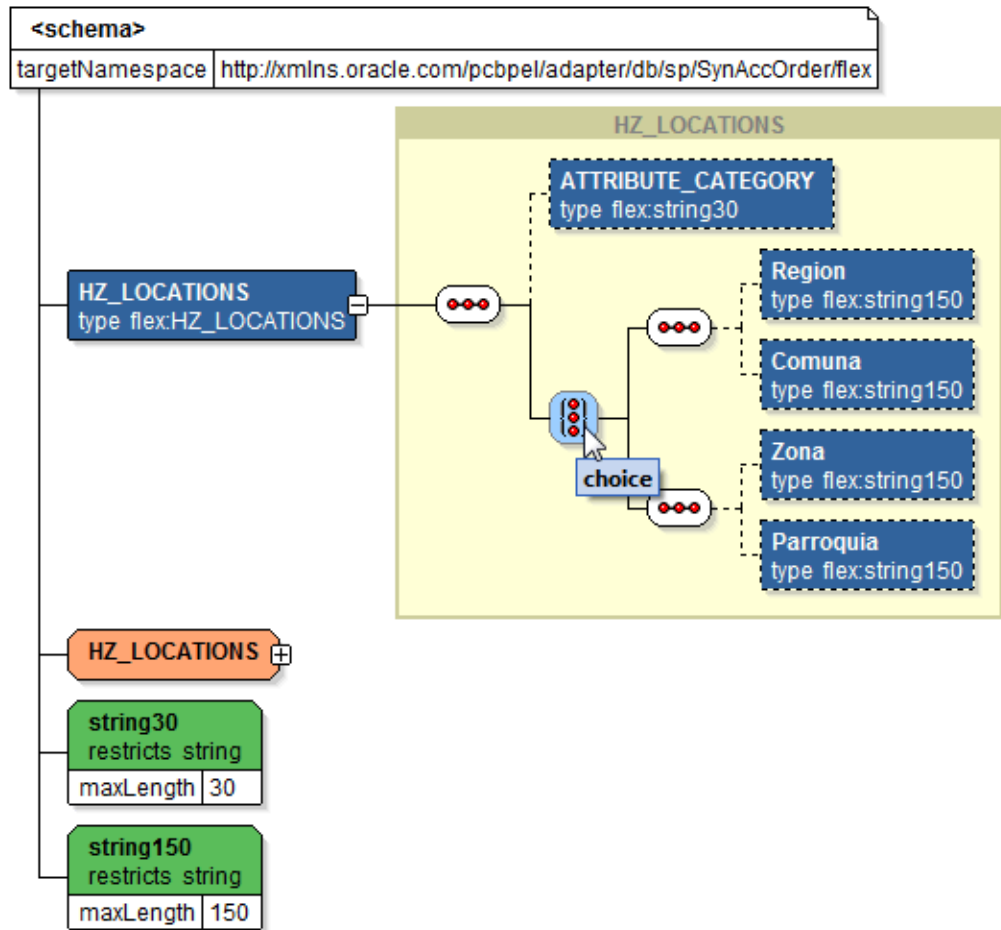 <schema>
targetNamespace http://xmlns.oracle.com/pcbpel/adapter/db/sp/SynAccOrder/flex
HZ_LOCATIONS
ATTRIBUTE_CATEGORY
type flex:string30
HZ_LOCATIONS
type flex:HZ_LOCATIONS
Region
type flex:string150
Comuna
type flex:string150
choice
Zona
type flex:string150
Parroquia
type flex:string150
HZ_LOCATIONS
string30
restricts string
maxLength 30
string150
restricts string
maxLength 150